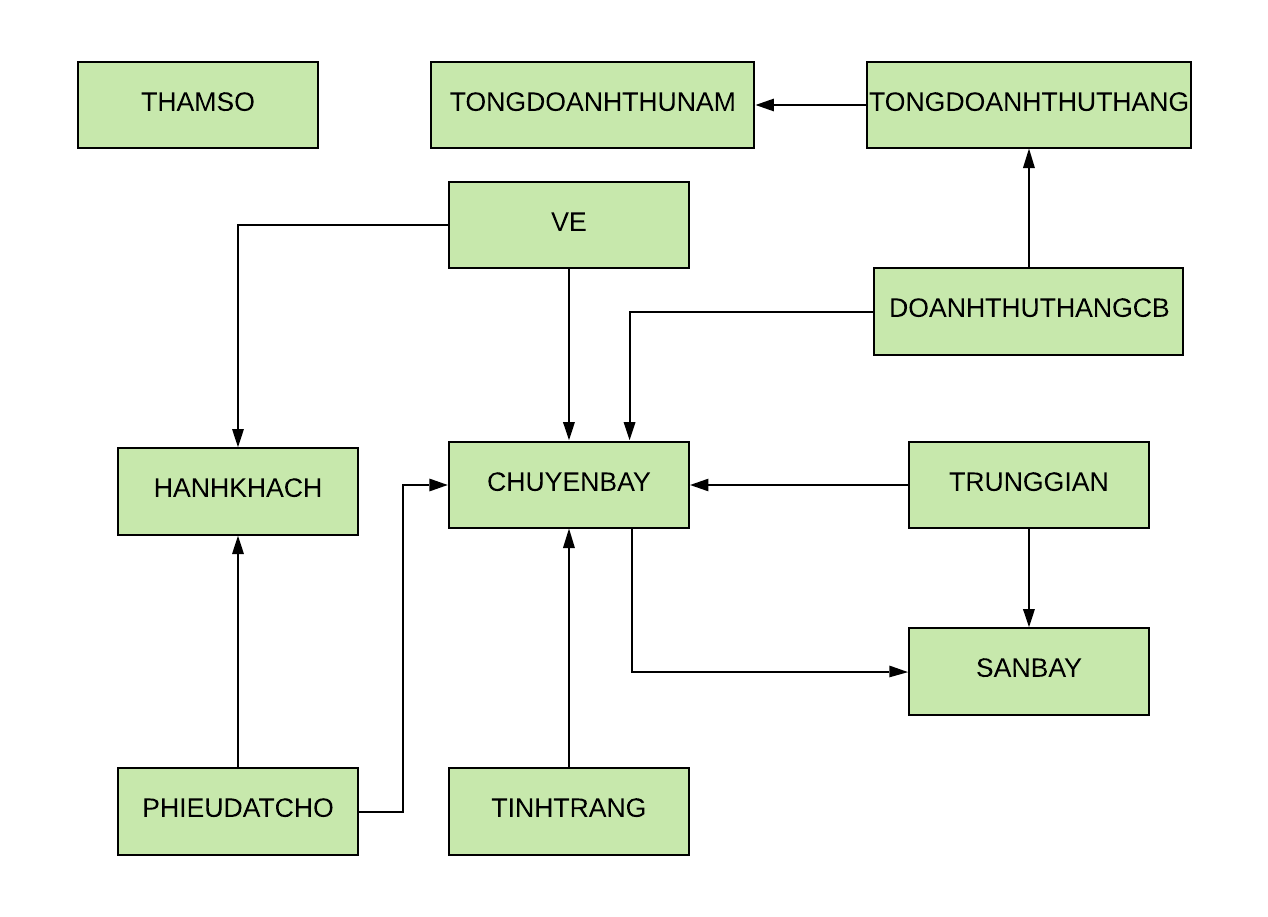 THAMSO
TONGDOANHTHUNAM
TONGDOANHTHUTHANG
VE
DOANHTHUTHANGCB
HANHKHACH
CHUYENBAY
TRUNGGIAN
SANBAY
PHIEUDATCHO
TINHTRANG